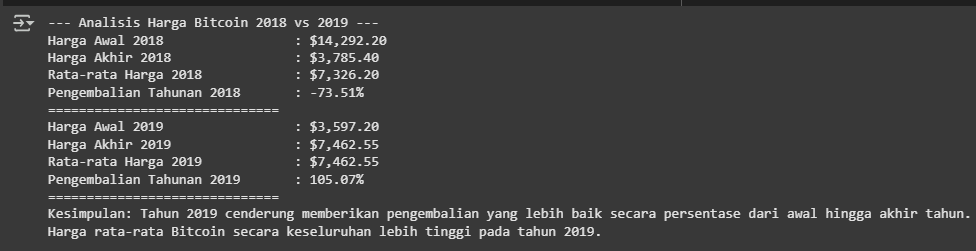 --- Analisis Harga Bitcoin 2018 vs 2019 ---
Harga Awal 2018 : $14,292.20
Harga Akhir 2018 : $3,785.40
Rata-rata Harga 2018 : $7,326.20
Pengembalian Tahunan 2018 : -73.51%
==============================
Harga Awal 2019 : $3,597.20
Harga Akhir 2019 : $7,462.55
Rata-rata Harga 2019 : $7,462.55
Pengembalian Tahunan 2019 : 105.07%
==============================
Kesimpulan: Tahun 2019 cenderung memberikan pengembalian yang lebih baik secara persentase dari awal hingga akhir tahun.
Harga rata-rata Bitcoin secara keseluruhan lebih tinggi pada tahun 2019.